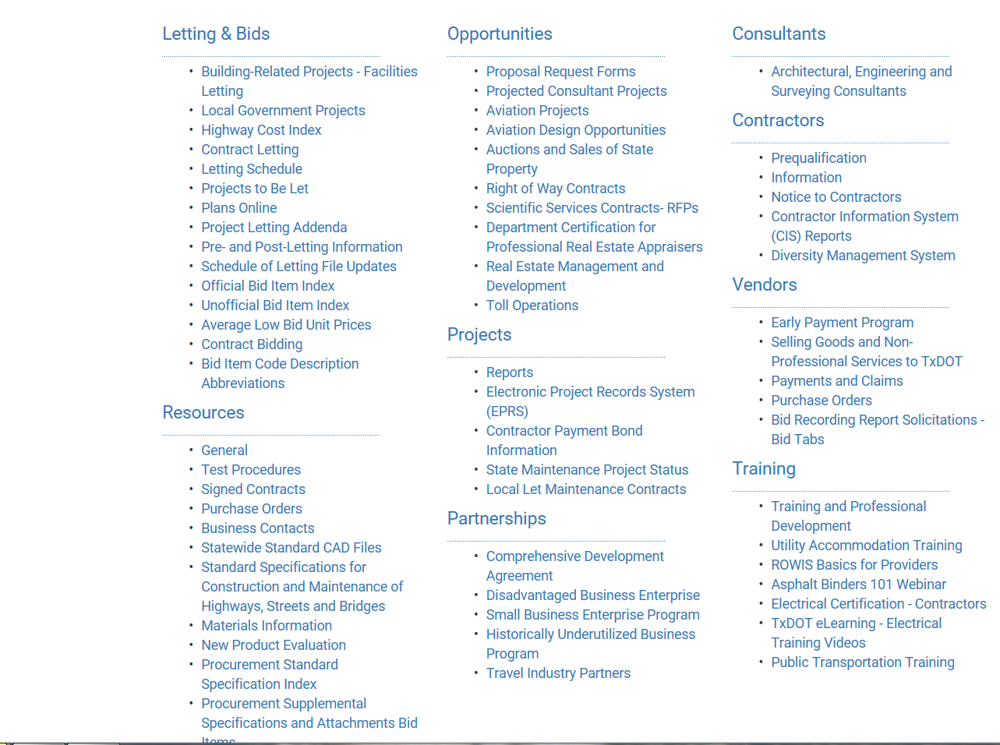 Letting & Bids
• Building-Related Projects - Facilities
Letting
• Local Government Projects
• Highway Cost Index
• Contract Letting
• Letting Schedule
• Projects to Be Let
• Plans Online
• Project Letting Addenda
• Pre- and Post-Letting Information
• Schedule of Letting File Updates
• Official Bid Item Index
• Unofficial Bid Item Index
• Average Low Bid Unit Prices
• Contract Bidding
• Bid Item Code Description
Abbreviations
Resources
• General
• Test Procedures
• Signed Contracts
• Purchase Orders
• Business Contacts
• Statewide Standard CAD Files
• Standard Specifications for
Construction and Maintenance of
Highways, Streets and Bridges
• Materials Information
• New Product Evaluation
• Procurement Standard
Specification Index
• Procurement Supplemental
Specifications and Attachments Bid
Items
Opportunities
• Proposal Request Forms
• Projected Consultant Projects
• Aviation Projects
• Aviation Design Opportunities
• Auctions and Sales of State
Property
• Right of Way Contracts
• Scientific Services Contracts- RFPs
• Department Certification for
Professional Real Estate Appraisers
• Real Estate Management and
Development
• Toll Operations
Projects
• Reports
• Electronic Project Records System
(EPRS)
• Contractor Payment Bond
Information
• State Maintenance Project Status
• Local Let Maintenance Contracts
Partnerships
• Comprehensive Development
Agreement
• Disadvantaged Business Enterprise
• Small Business Enterprise Program
• Historically Underutilized Business
Program
• Travel Industry Partners
Consultants
• Architectural, Engineering and
Surveying Consultants
Contractors
• Prequalification
• Information
• Notice to Contractors
• Contractor Information System
(CIS) Reports
• Diversity Management System
Vendors
• Early Payment Program
• Selling Goods and Non-
Professional Services to TxDOT
• Payments and Claims
• Purchase Orders
• Bid Recording Report Solicitations -
Bid Tabs
Training
• Training and Professional
Development
• Utility Accommodation Training
• ROWIS Basics for Providers
• Asphalt Binders 101 Webinar
• Electrical Certification - Contractors
• TxDOT eLearning - Electrical
Training Videos
• Public Transportation Training